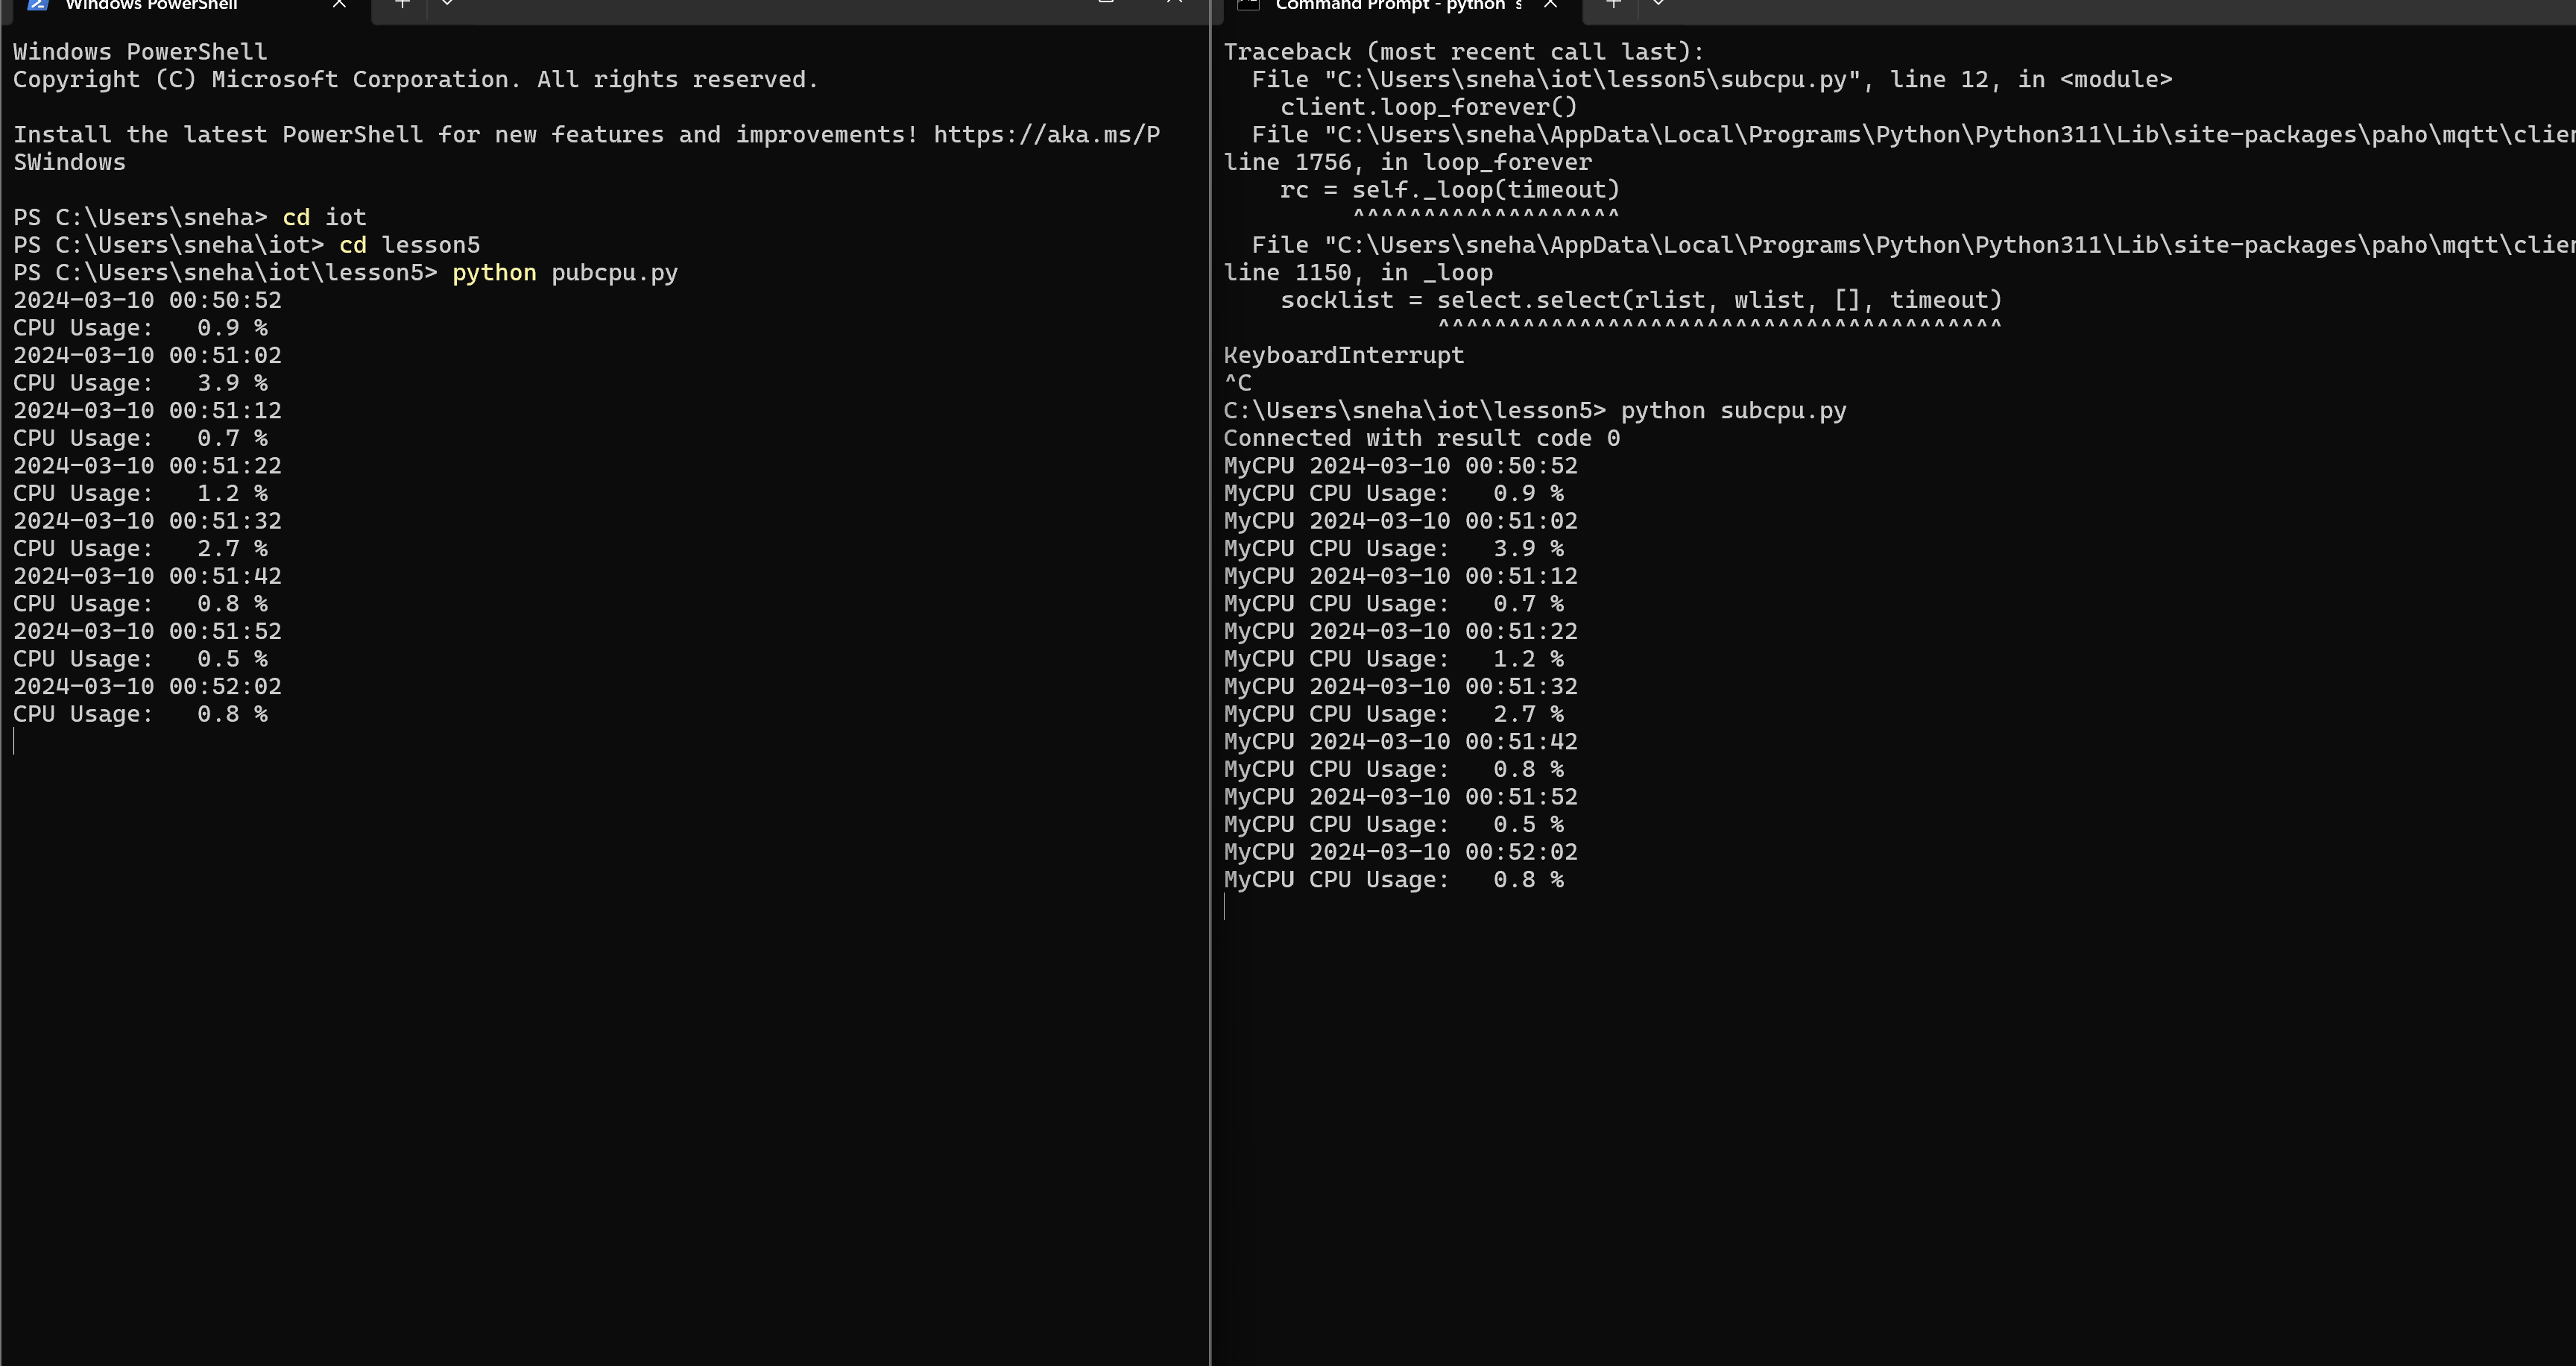 Windows PowerShell
Windows PowerShell
Copyright (C) Microsoft Corporation. All rights reserved.
Install the latest PowerShell for new features and improvements! https://aka.ms/P
SWindows
PS C:\Users\sneha> cd iot
PS C:\Users\sneha\iot> cd lesson5
PS C:\Users\sneha\iot\lesson5> python pubcpu.py
2024-03-10 00:50:52
CPU Usage:   0.9 %
2024-03-10 00:51:02
CPU Usage:   3.9 %
2024-03-10 00:51:12
CPU Usage:   0.7 %
2024-03-10 00:51:22
CPU Usage:   1.2 %
2024-03-10 00:51:32
CPU Usage:   2.7 %
2024-03-10 00:51:42
CPU Usage:   0.8 %
2024-03-10 00:51:52
CPU Usage:   0.5 %
2024-03-10 00:52:02
CPU Usage:   0.8 %
Command Prompt - python s
Traceback (most recent call last):
  File "C:\Users\sneha\iot\lesson5\subcpu.py", line 12, in <module>
    client.loop_forever()
  File "C:\Users\sneha\AppData\Local\Programs\Python\Python311\Lib\site-packages\paho\mqtt\clien
line 1756, in loop_forever
    rc = self._loop(timeout)
         ^^^^^^^^^^^^^^^^^^^
  File "C:\Users\sneha\AppData\Local\Programs\Python\Python311\Lib\site-packages\paho\mqtt\clien
line 1150, in _loop
    socklist = select.select(rlist, wlist, [], timeout)
               ^^^^^^^^^^^^^^^^^^^^^^^^^^^^^^^^^^^^^^^^
KeyboardInterrupt
^C
C:\Users\sneha\iot\lesson5> python subcpu.py
Connected with result code 0
MyCPU 2024-03-10 00:50:52
MyCPU CPU Usage:   0.9 %
MyCPU 2024-03-10 00:51:02
MyCPU CPU Usage:   3.9 %
MyCPU 2024-03-10 00:51:12
MyCPU CPU Usage:   0.7 %
MyCPU 2024-03-10 00:51:22
MyCPU CPU Usage:   1.2 %
MyCPU 2024-03-10 00:51:32
MyCPU CPU Usage:   2.7 %
MyCPU 2024-03-10 00:51:42
MyCPU CPU Usage:   0.8 %
MyCPU 2024-03-10 00:51:52
MyCPU CPU Usage:   0.5 %
MyCPU 2024-03-10 00:52:02
MyCPU CPU Usage:   0.8 %